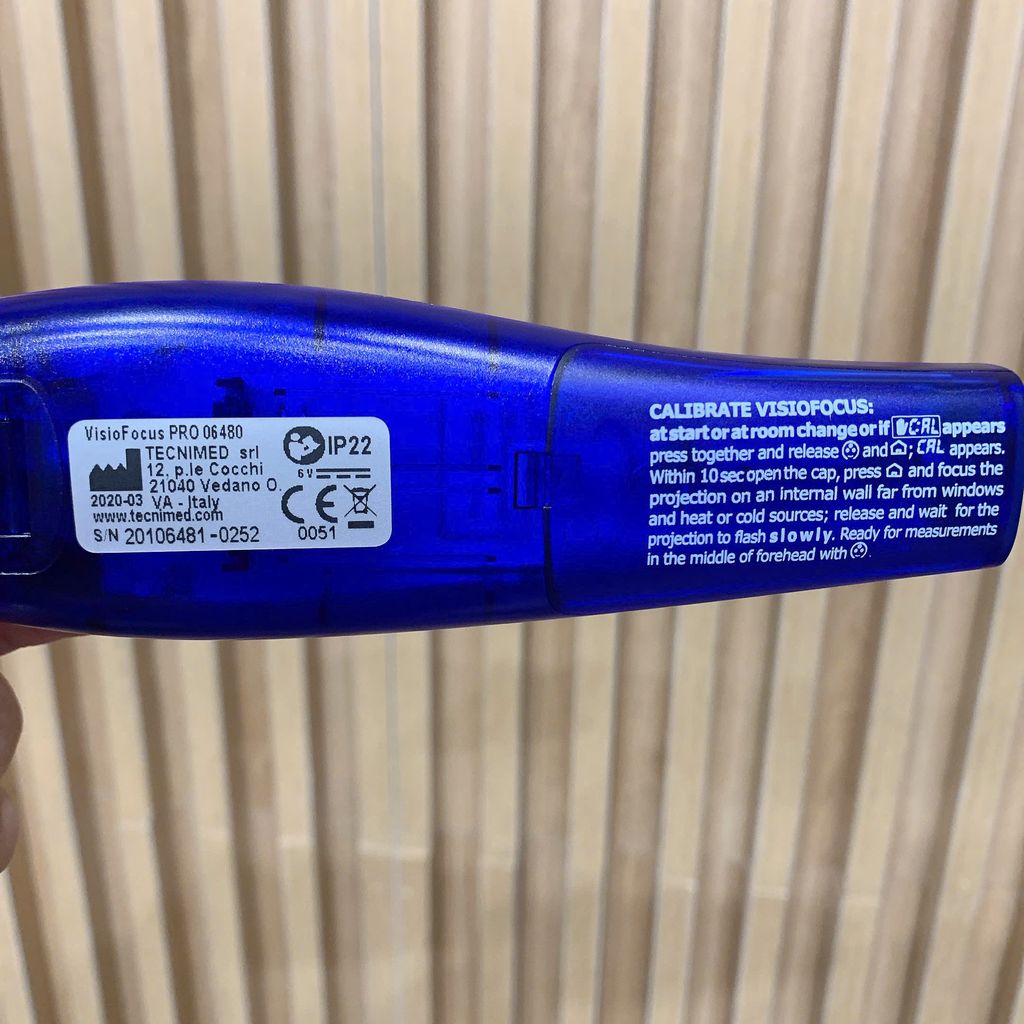 VisioFocus PRO 06480
TECNIMED srl
12, p.le Cocchi
21040 Vedano O.
2020-03 VA - Italy
www.tecnimed.com
S/N 20106481-0252
IP22
6V
CE
0051
CALIBRATE VISIOFOCUS:
at start or at room change or if CAL appears
press together and release and ; CAL appears.
Within 10 sec open the cap, press and focus the
projection on an internal wall far from windows
and heat or cold sources; release and wait for the
projection to flash slowly. Ready for measurements
in the middle of forehead with .